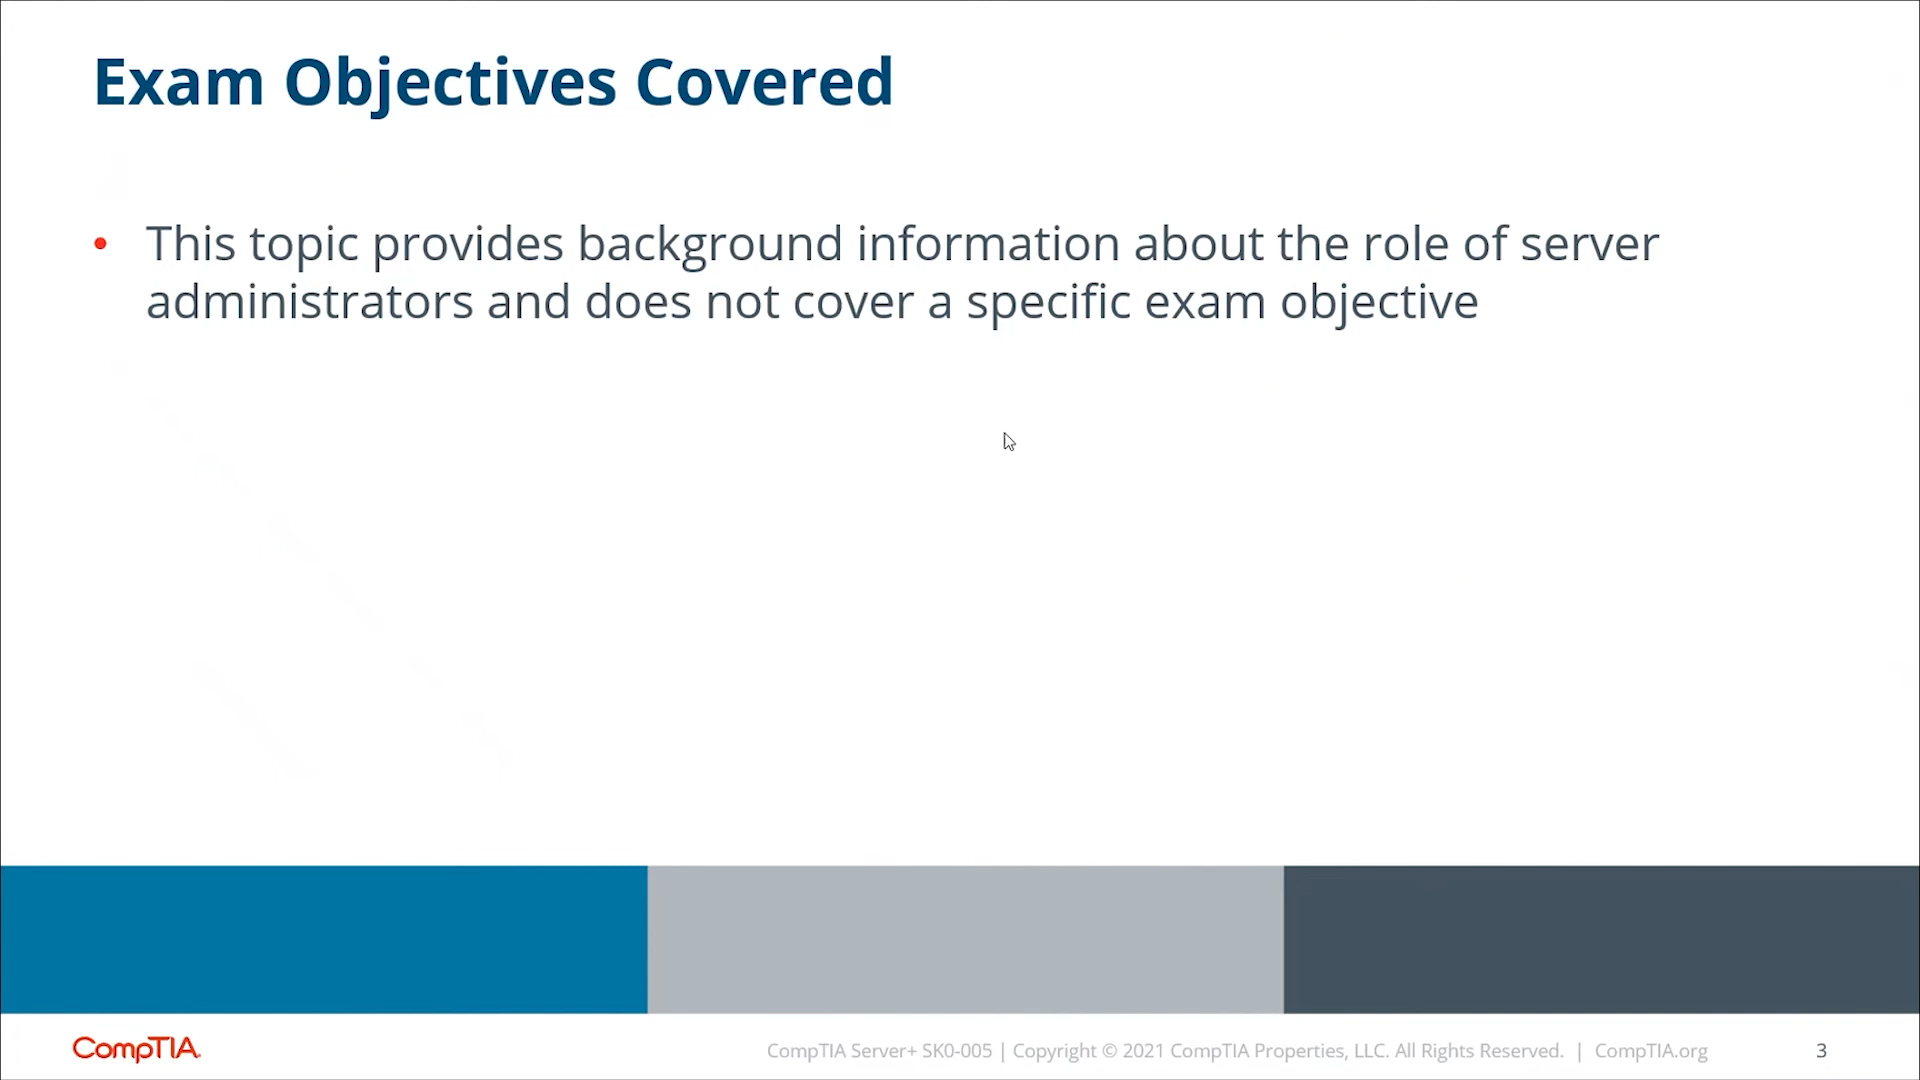 Exam Objectives Covered
• This topic provides background information about the role of server
administrators and does not cover a specific exam objective
CompTIA.
CompTIA Server+ SK0-005 | Copyright © 2021 CompTIA Properties, LLC. All Rights Reserved. | CompTIA.org
3